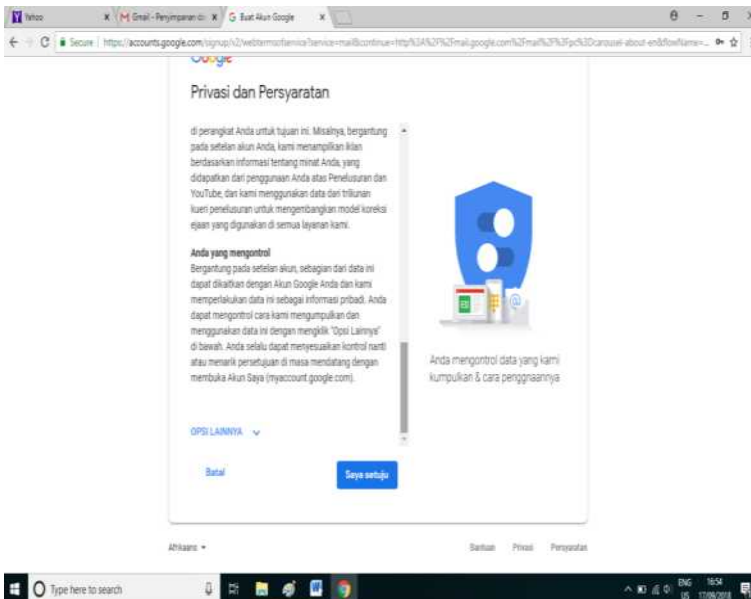 Yahoo
Gmail - Penyimpanan da
Buat Akun Google
Secure
https://accounts.google.com/signup/v2/webtermsofservice?service=mail&continue=http%3A%2F%2Fmail.google.com%2Fmail%2F%3Fpc%3Dcarousel-about-en&flowName=...
Google
Privasi dan Persyaratan
di perangkat Anda untuk tujuan ini. Misalnya, bergantung
pada setelan akun Anda, kami menampilkan iklan
berdasarkan informasi tentang minat Anda, yang
didapatkan dari penggunaan Anda atas Penelusuran dan
YouTube, dan kami menggunakan data dari triliunan
kueri penelusuran untuk mengembangkan model koreksi
ejaan yang digunakan di semua layanan kami.
Anda yang mengontrol
Bergantung pada setelan akun, sebagian dari data ini
dapat dikaitkan dengan Akun Google Anda dan kami
memperlakukan data ini sebagai informasi pribadi. Anda
dapat mengontrol cara kami mengumpulkan dan
menggunakan data ini dengan mengklik "Opsi Lainnya"
di bawah. Anda selalu dapat menyesuaikan kontrol nanti
atau menarik persetujuan di masa mendatang dengan
membuka Akun Saya (myaccount.google.com).
Anda mengontrol data yang kami
kumpulkan & cara penggnaannya
OPSI LAINNYA
Batal
Saya setuju
Afrikaans
Bantuan Privasi Persyaratan
Type here to search
ENG
US
16:54
17/09/2018